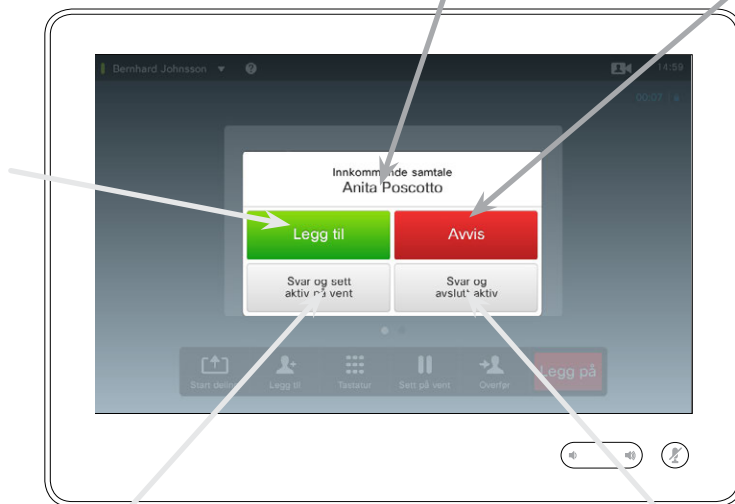 Bernhard Johnsson
14:59
00:07
Innkommende samtale
Anita Poscotto
Legg til
Avvis
Svar og sett
aktiv på vent
Svar og
avslutt aktiv
Start deling
Legg til
Tastatur
Sett på vent
Overfør
Legg på